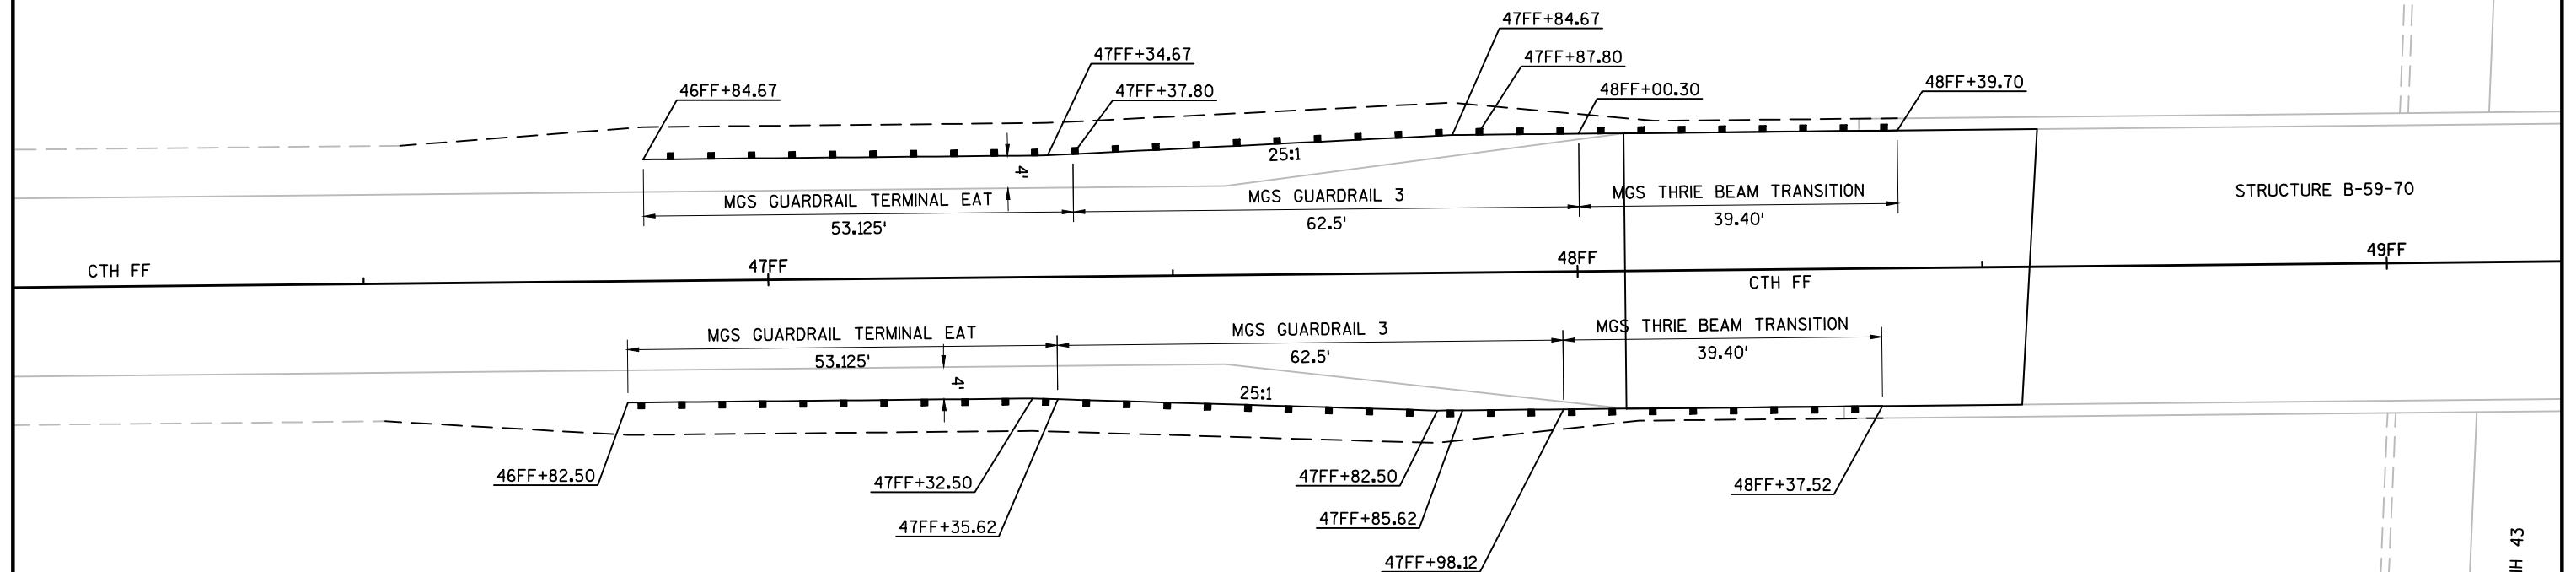 47FF+84.67
47FF+34.67
47FF+87.80
46FF+84.67
47FF+37.80
48FF+00.30
48FF+39.70
25:1
4'
MGS GUARDRAIL TERMINAL EAT
MGS GUARDRAIL 3
MGS THRIE BEAM TRANSITION
STRUCTURE B-59-70
53.125'
62.5'
39.40'
CTH FF
47FF
48FF
49FF
CTH FF
MGS GUARDRAIL TERMINAL EAT
MGS GUARDRAIL 3
MGS THRIE BEAM TRANSITION
53.125'
62.5'
39.40'
4'
25:1
46FF+82.50
47FF+32.50
47FF+82.50
48FF+37.52
47FF+35.62
47FF+85.62
47FF+98.12
IH 43